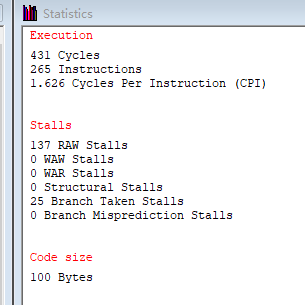 Statistics
Execution
431 Cycles
265 Instructions
1.626 Cycles Per Instruction (CPI)
Stalls
137 RAW Stalls
0 WAW Stalls
0 WAR Stalls
0 Structural Stalls
25 Branch Taken Stalls
0 Branch Misprediction Stalls
Code size
100 Bytes